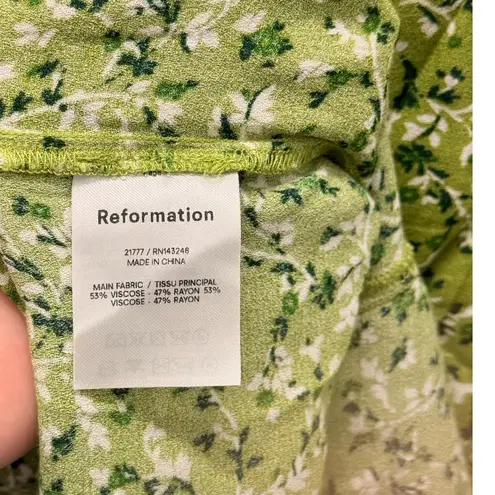 Reformation
21777 / RN143246
MADE IN CHINA
MAIN FABRIC / TISSU PRINCIPAL
53% VISCOSE - 47% RAYON 53%
VISCOSE - 47% RAYON